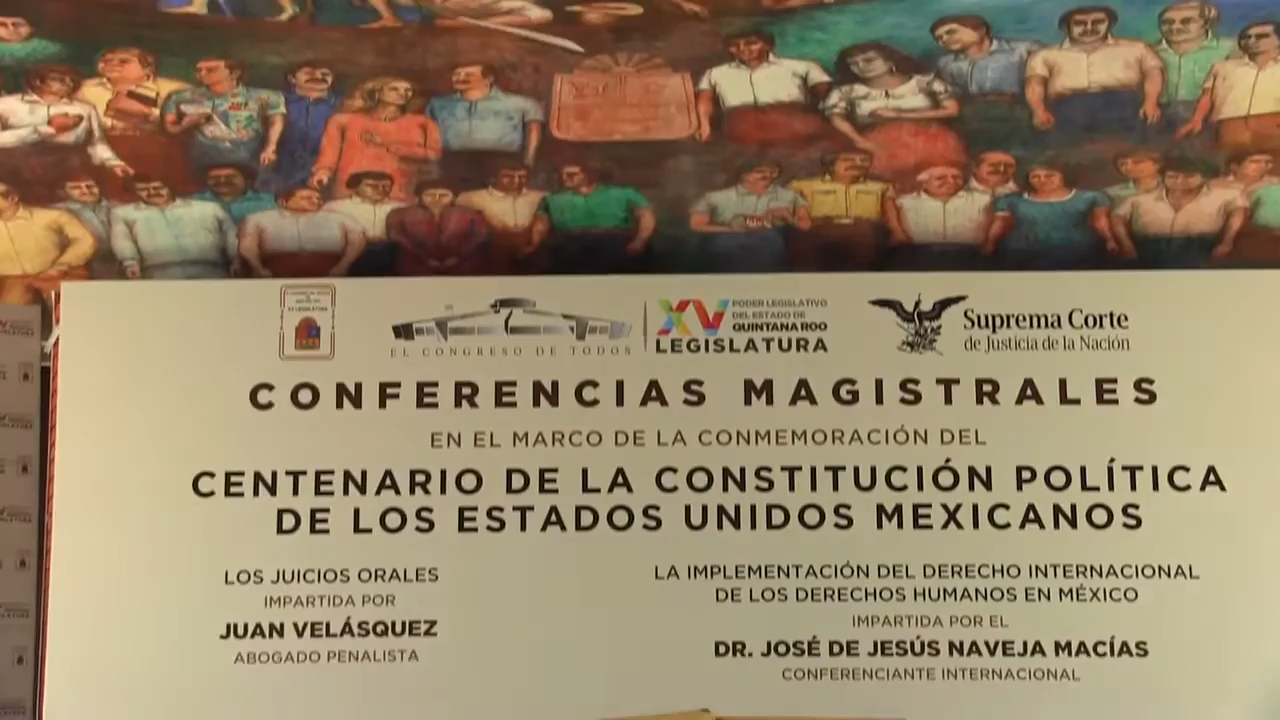 XV LEGISLATURA
EL CONGRESO DE TODOS
XV
PODER LEGISLATIVO
DEL ESTADO DE
QUINTANA ROO
LEGISLATURA
Suprema Corte
de Justicia de la Nación
CONFERENCIAS MAGISTRALES
EN EL MARCO DE LA CONMEMORACIÓN DEL
CENTENARIO DE LA CONSTITUCIÓN POLÍTICA
DE LOS ESTADOS UNIDOS MEXICANOS
LOS JUICIOS ORALES
IMPARTIDA POR
JUAN VELÁSQUEZ
ABOGADO PENALISTA
LA IMPLEMENTACIÓN DEL DERECHO INTERNACIONAL
DE LOS DERECHOS HUMANOS EN MÉXICO
IMPARTIDA POR EL
DR. JOSÉ DE JESÚS NAVEJA MACÍAS
CONFERENCIANTE INTERNACIONAL